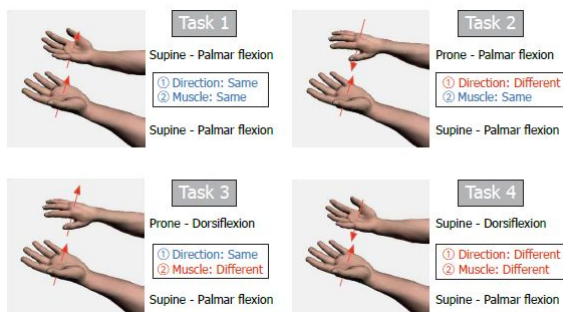 Task 1
Supine - Palmar flexion
① Direction: Same
② Muscle: Same
Supine - Palmar flexion
Task 2
Prone - Palmar flexion
① Direction: Different
② Muscle: Same
Supine - Palmar flexion
Task 3
Prone - Dorsiflexion
① Direction: Same
② Muscle: Different
Supine - Palmar flexion
Task 4
Supine - Dorsiflexion
① Direction: Different
② Muscle: Different
Supine - Palmar flexion